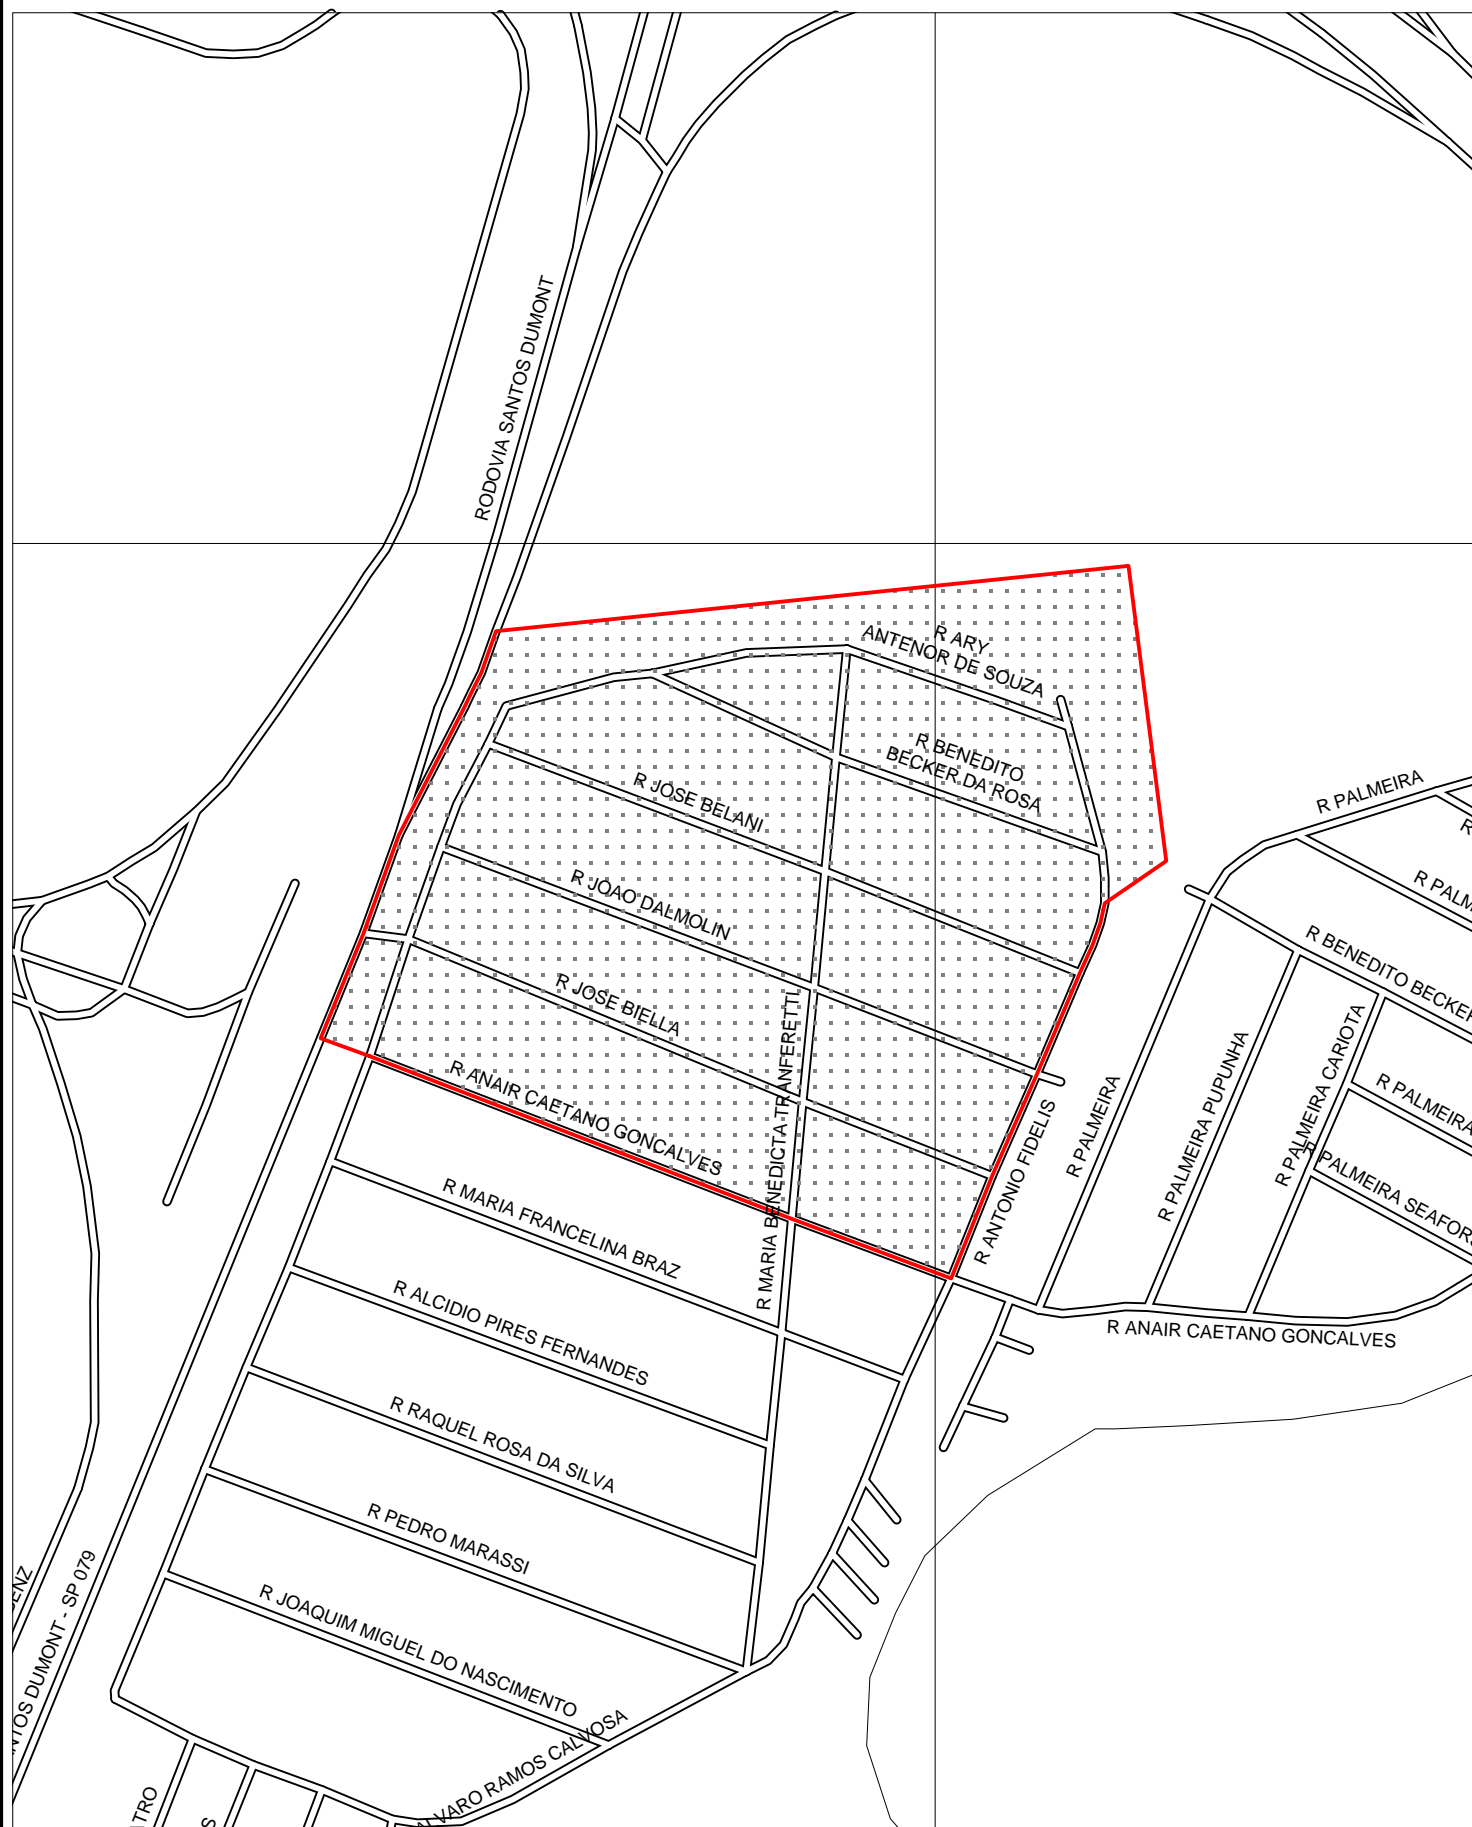 RODOVIA SANTOS DUMONT
R ARY
ANTENOR DE SOUZA
R BENEDITO
BECKER DA ROSA
R JOSE BELANI
R PALMEIRA
R JOAO DALMOLIN
R BENEDITO BECKER
R JOSE BIELLA
R MARIA BENEDICTA TRANFERETTI
R ANAIR CAETANO GONCALVES
R ANTONIO FIDELIS
R PALMEIRA
R PALMEIRA PUPUNHA
R PALMEIRA CARIOTA
R PALMEIRA
R PALMEIRA SEAFOR
R MARIA FRANCELINA BRAZ
R ALCIDIO PIRES FERNANDES
R ANAIR CAETANO GONCALVES
R RAQUEL ROSA DA SILVA
R PEDRO MARASSI
NTOS DUMONT - SP 079
R JOAQUIM MIGUEL DO NASCIMENTO
ALVARO RAMOS CALVOSA
TRO